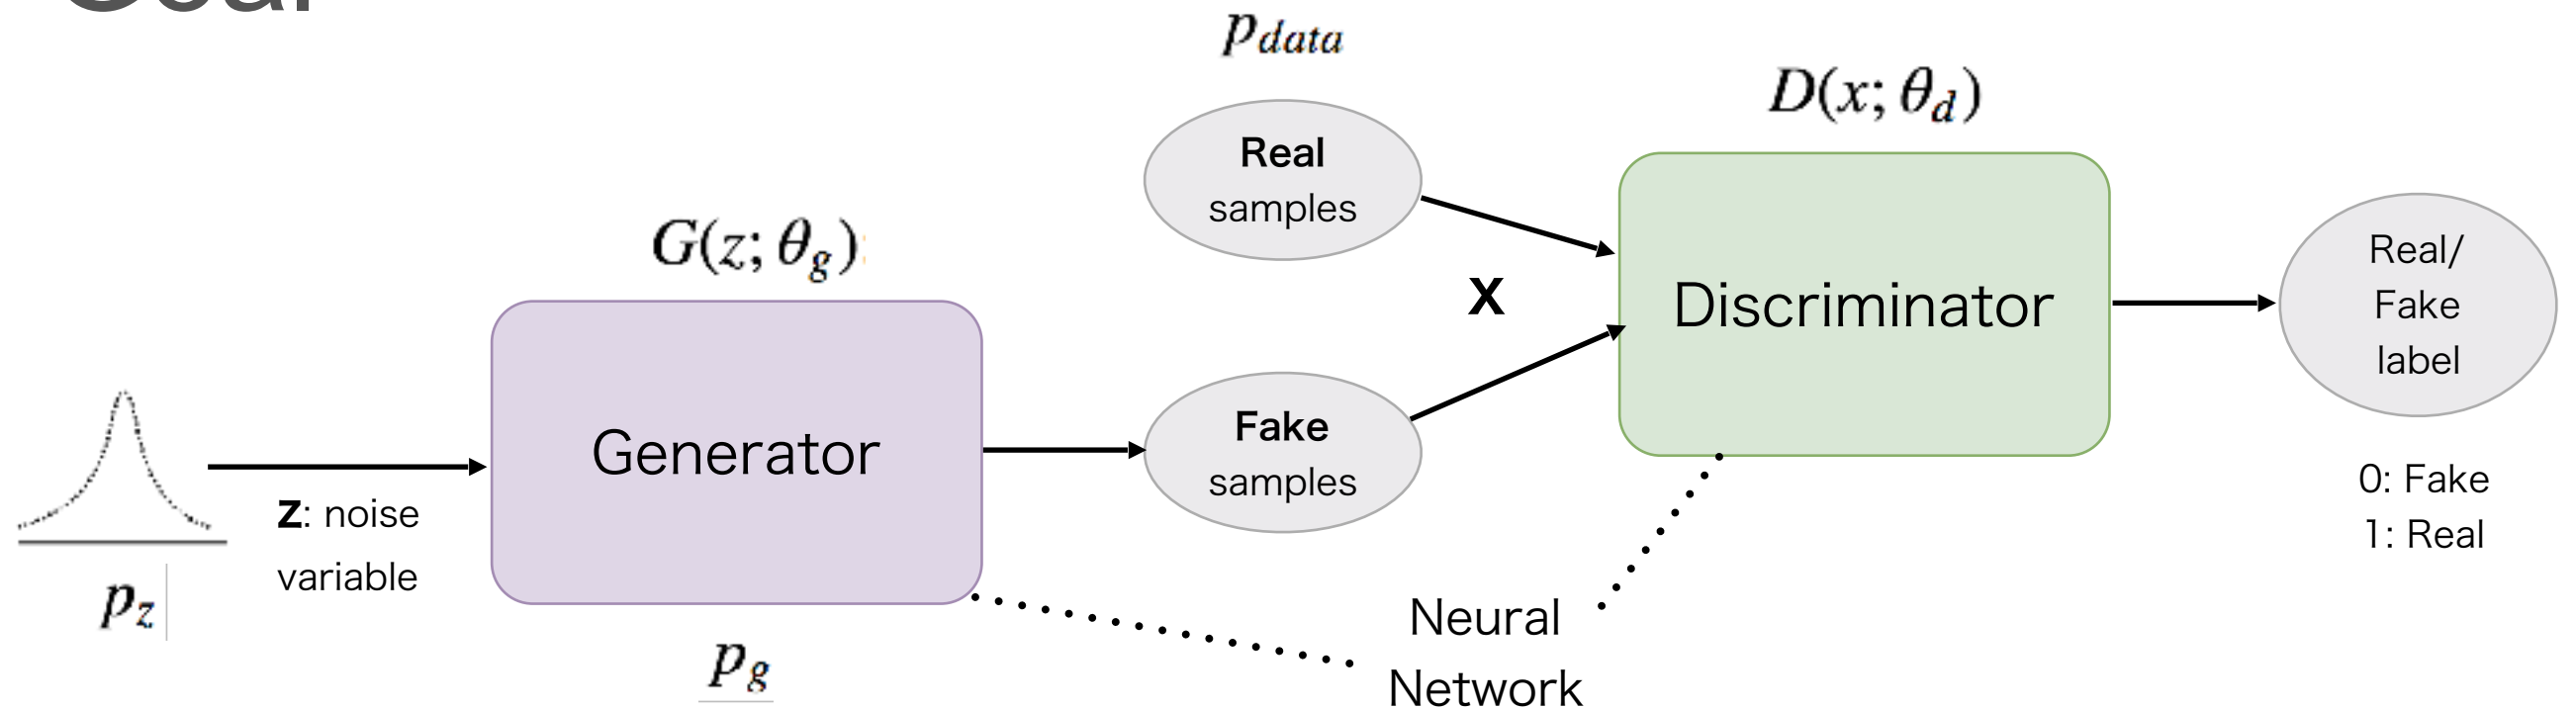 Goal
p_data
D(x; θ_d)
Real
samples
G(z; θ_g)
X
Discriminator
Real/
Fake
label
Generator
Fake
samples
0: Fake
1: Real
z: noise
variable
p_z
Neural
Network
p_g